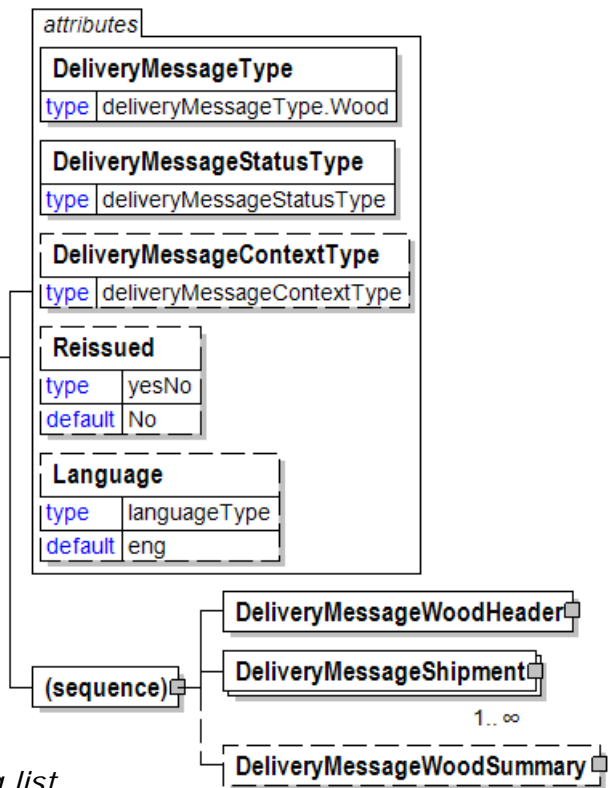 attributes
DeliveryMessageType
type deliveryMessageType.Wood
DeliveryMessageStatusType
type deliveryMessageStatusType
DeliveryMessageContextType
type deliveryMessageContextType
Reissued
type yesNo
default No
Language
type languageType
default eng
DeliveryMessageWoodHeader
(sequence)
DeliveryMessageShipment
1..∞
DeliveryMessageWoodSummary
list